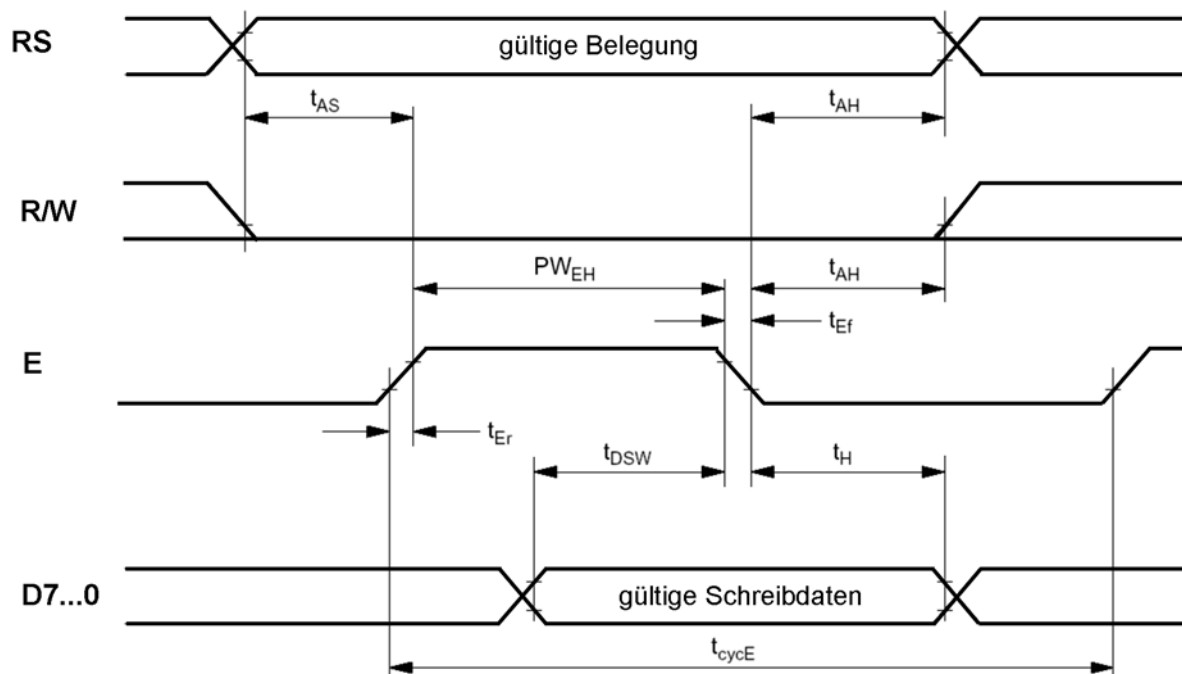 RS
gültige Belegung
tAS
tAH
R/W
PWEH
tAH
tEf
E
tEr
tDSW
tH
D7...0
gültige Schreibdaten
tcycE